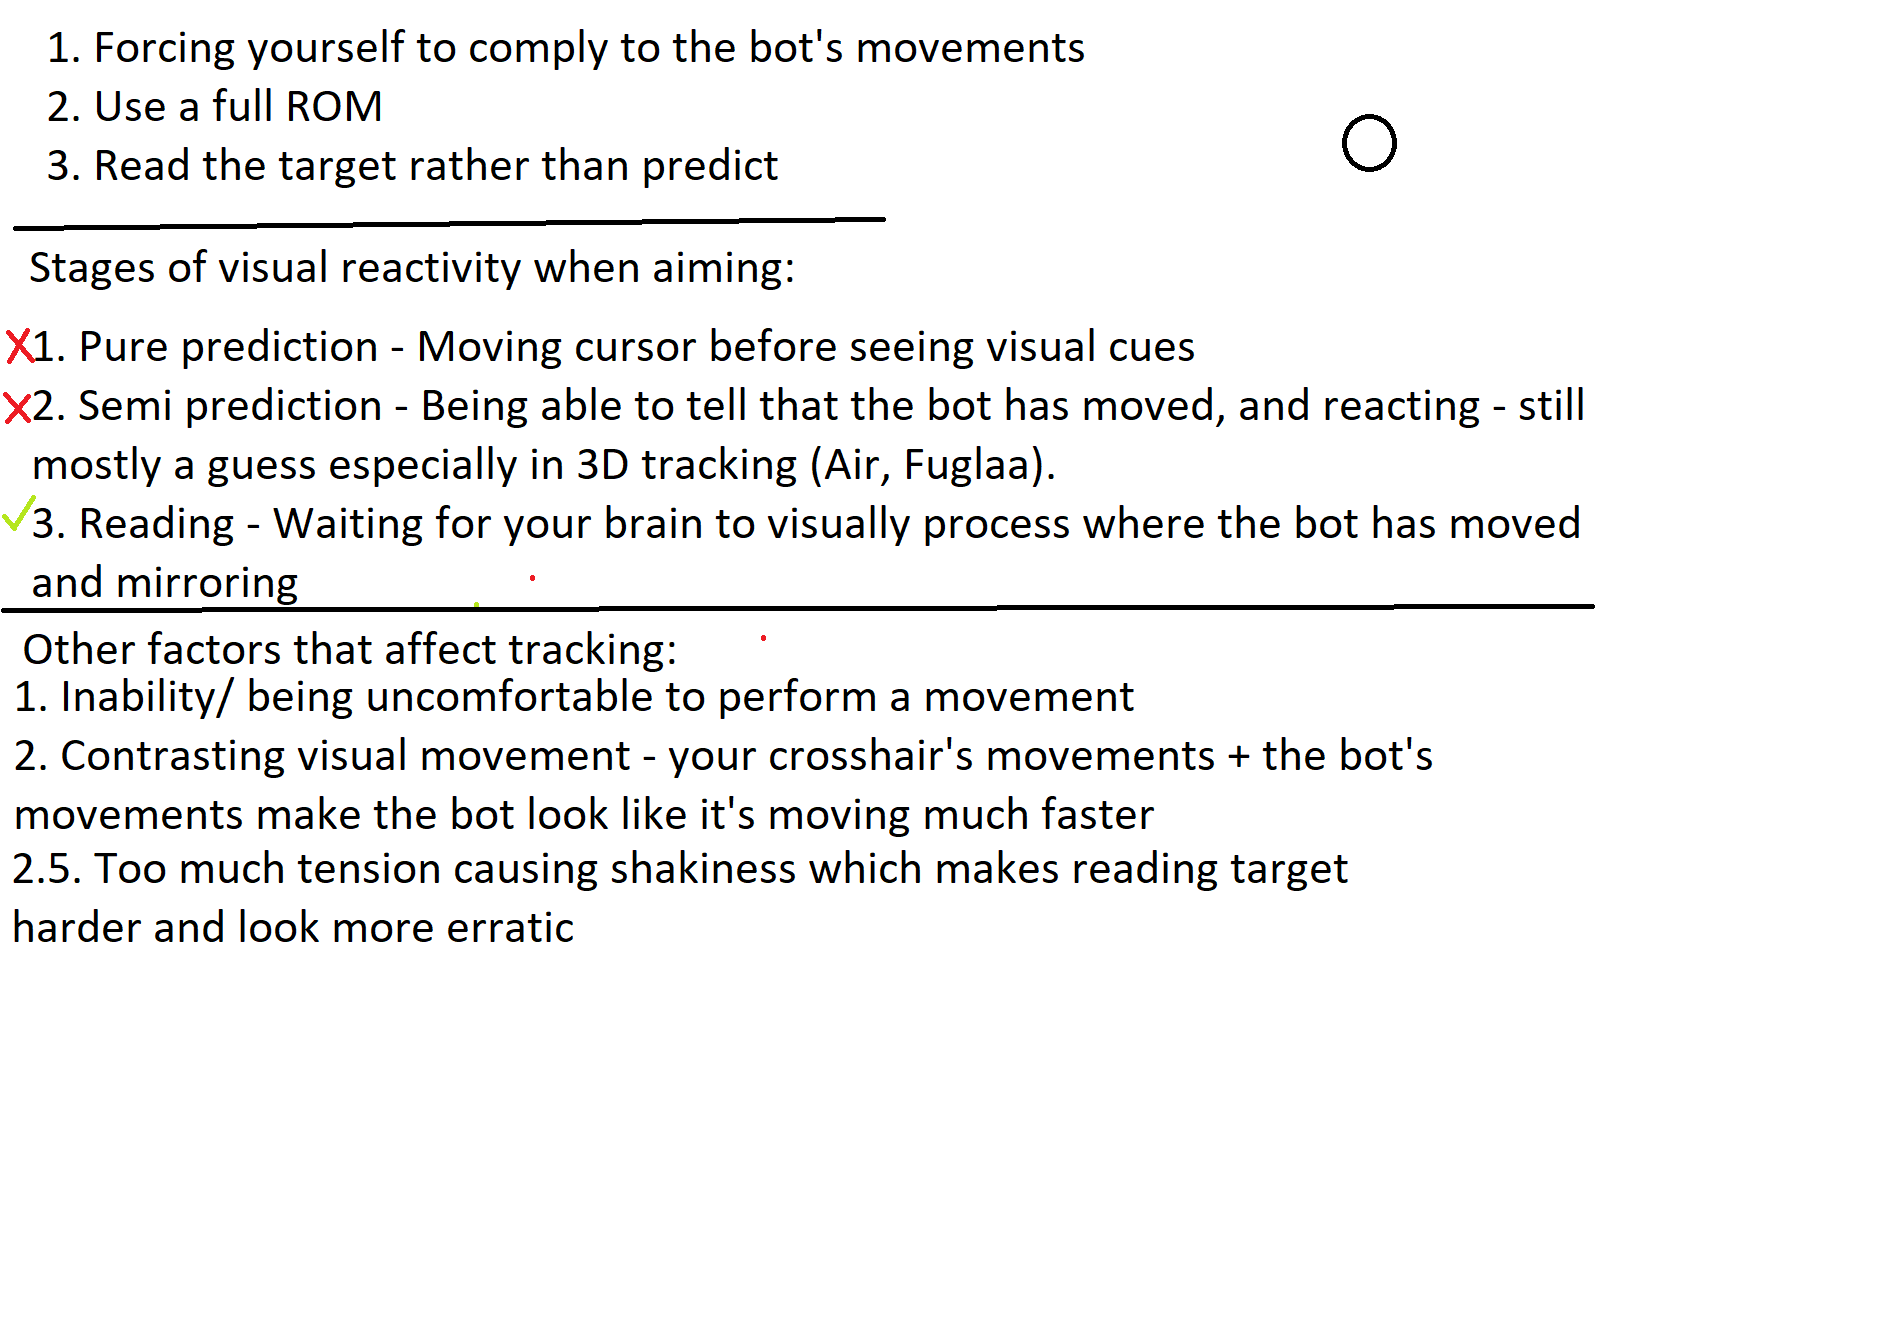 1. Forcing yourself to comply to the bot's movements
2. Use a full ROM
3. Read the target rather than predict
Stages of visual reactivity when aiming:
1. Pure prediction - Moving cursor before seeing visual cues
2. Semi prediction - Being able to tell that the bot has moved, and reacting - still
mostly a guess especially in 3D tracking (Air, Fuglaa).
3. Reading - Waiting for your brain to visually process where the bot has moved
and mirroring
Other factors that affect tracking:
1. Inability/ being uncomfortable to perform a movement
2. Contrasting visual movement - your crosshair's movements + the bot's
movements make the bot look like it's moving much faster
2.5. Too much tension causing shakiness which makes reading target
harder and look more erratic